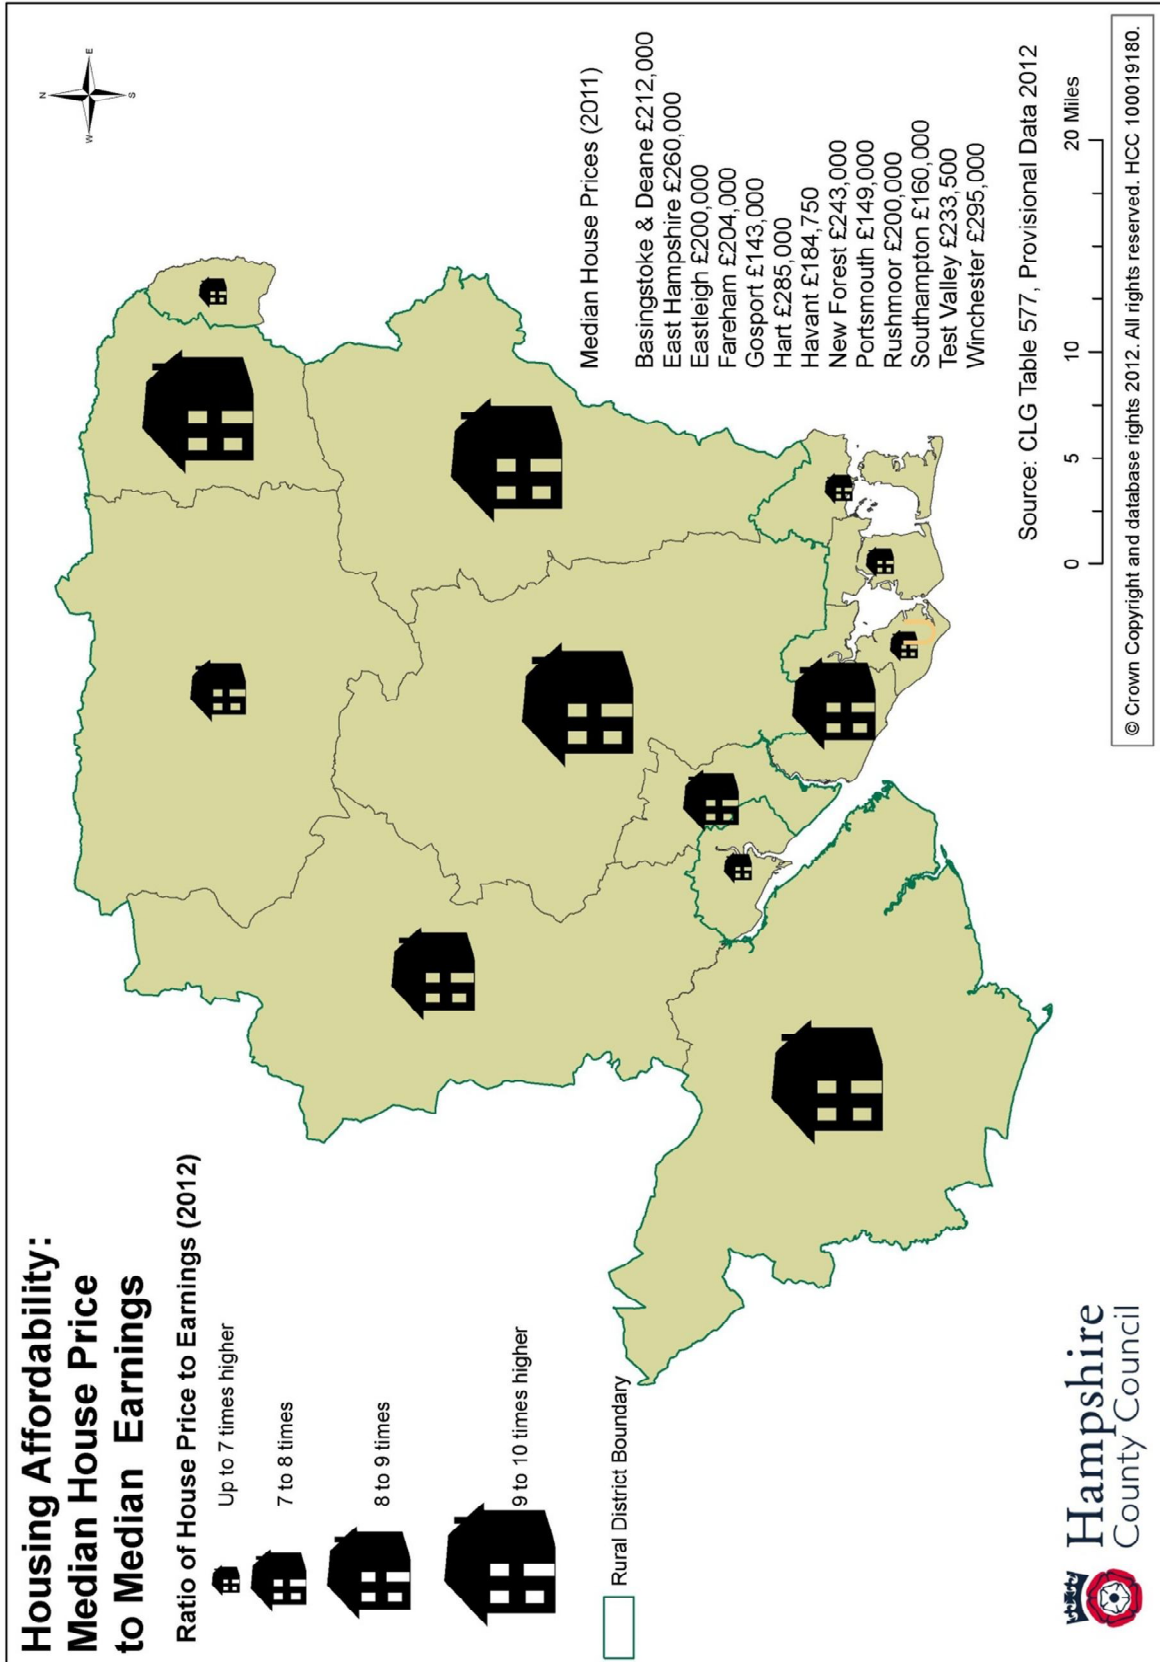 Housing Affordability:
Median House Price
to Median Earnings
Ratio of House Price to Earnings (2012)
Up to 7 times higher
7 to 8 times
8 to 9 times
9 to 10 times higher
Rural District Boundary
N
E
S
W
Median House Prices (2011)
Basingstoke & Deane £212,000
East Hampshire £260,000
Eastleigh £200,000
Fareham £204,000
Gosport £143,000
Hart £285,000
Havant £184,750
New Forest £243,000
Portsmouth £149,000
Rushmoor £200,000
Southampton £160,000
Test Valley £233,500
Winchester £295,000
Source: CLG Table 577, Provisional Data 2012
0 5 10 20 Miles
Hampshire
County Council
© Crown Copyright and database rights 2012. All rights reserved. HCC 100019180.